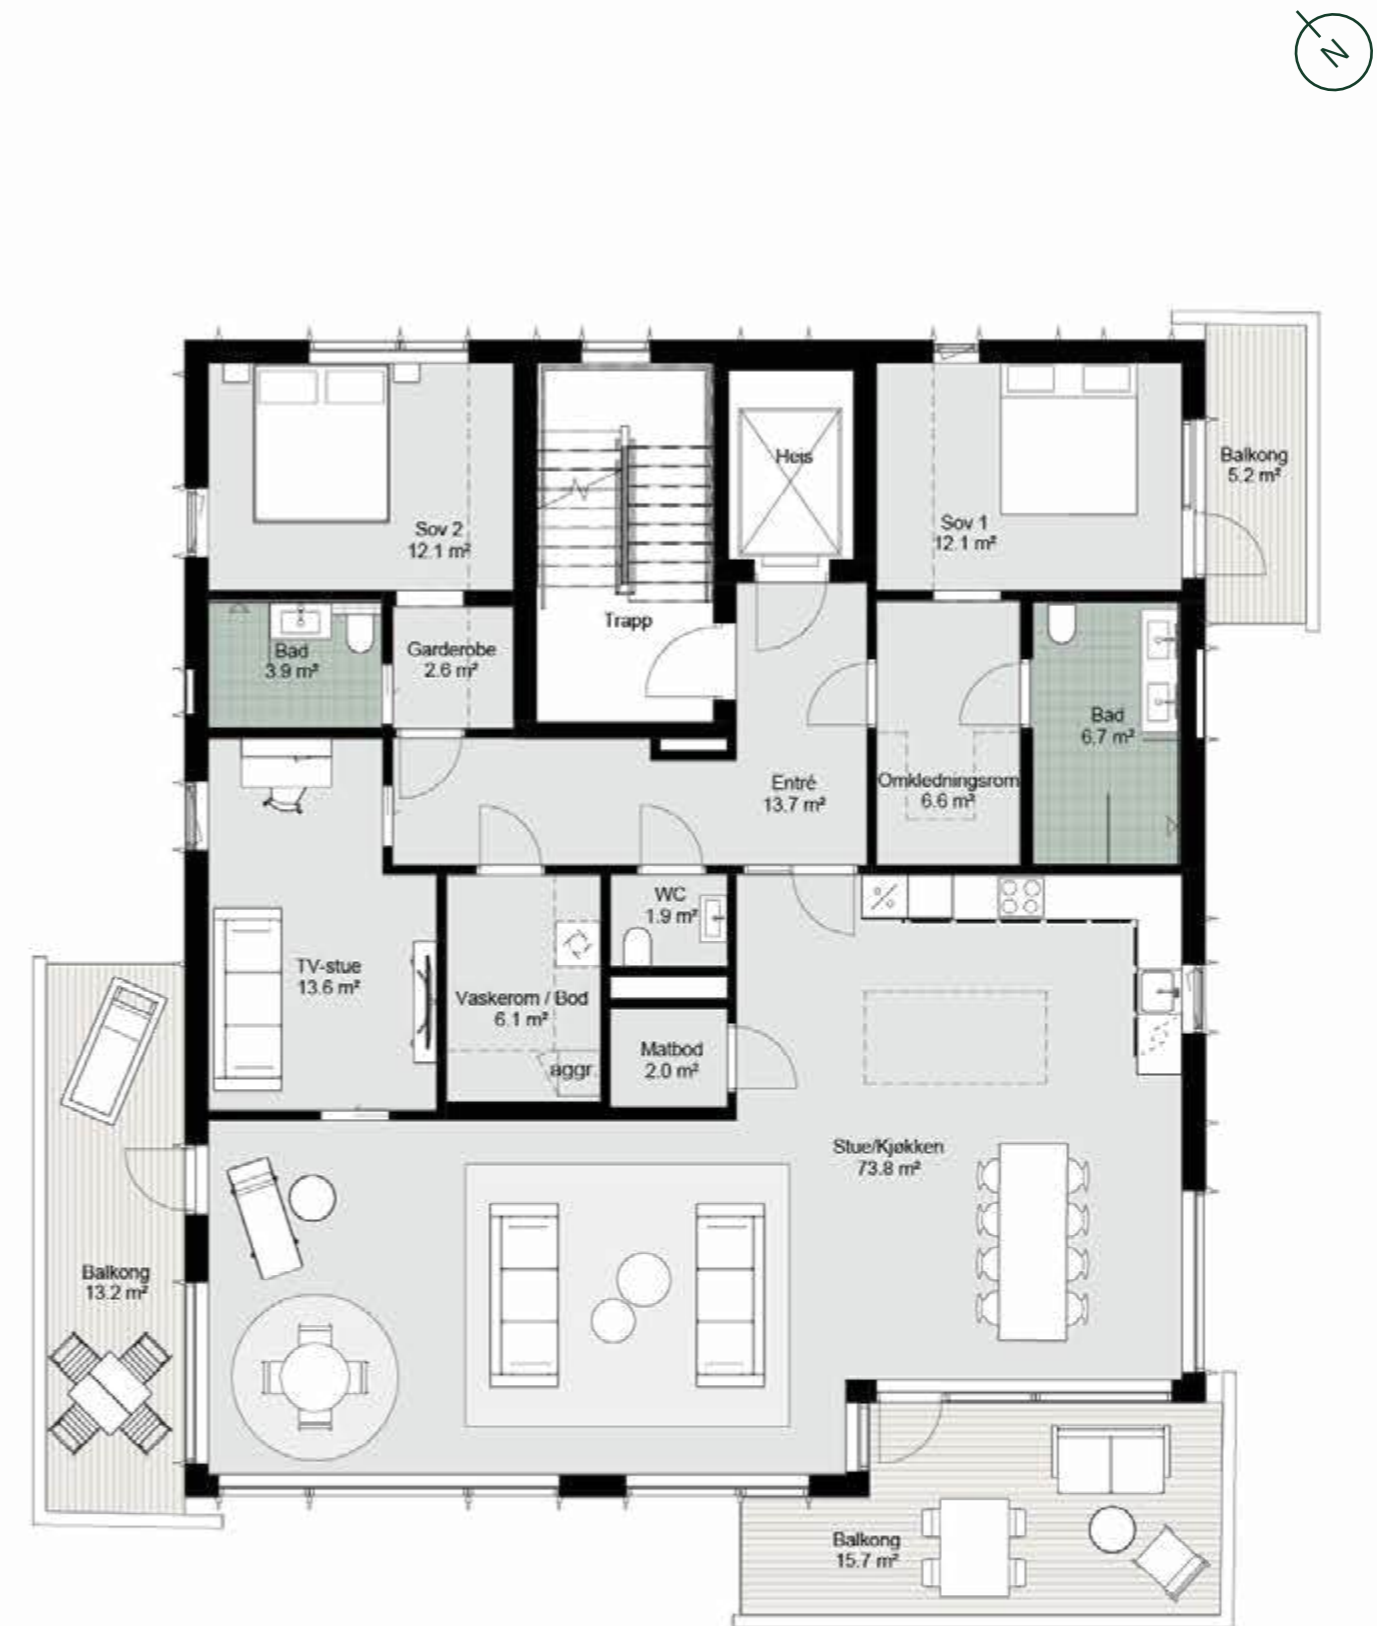 N
Heis
Balkong
5.2 m²
Sov 2
12.1 m²
Sov 1
12.1 m²
Trapp
Bad
3.9 m²
Garderobe
2.6 m²
Bad
6.7 m²
Entré
13.7 m²
Omkledningsrom
6.6 m²
WC
1.9 m²
TV-stue
13.6 m²
Vaskerom / Bod
6.1 m²
aggr.
Matbod
2.0 m²
Stue/Kjøkken
73.8 m²
Balkong
13.2 m²
Balkong
15.7 m²